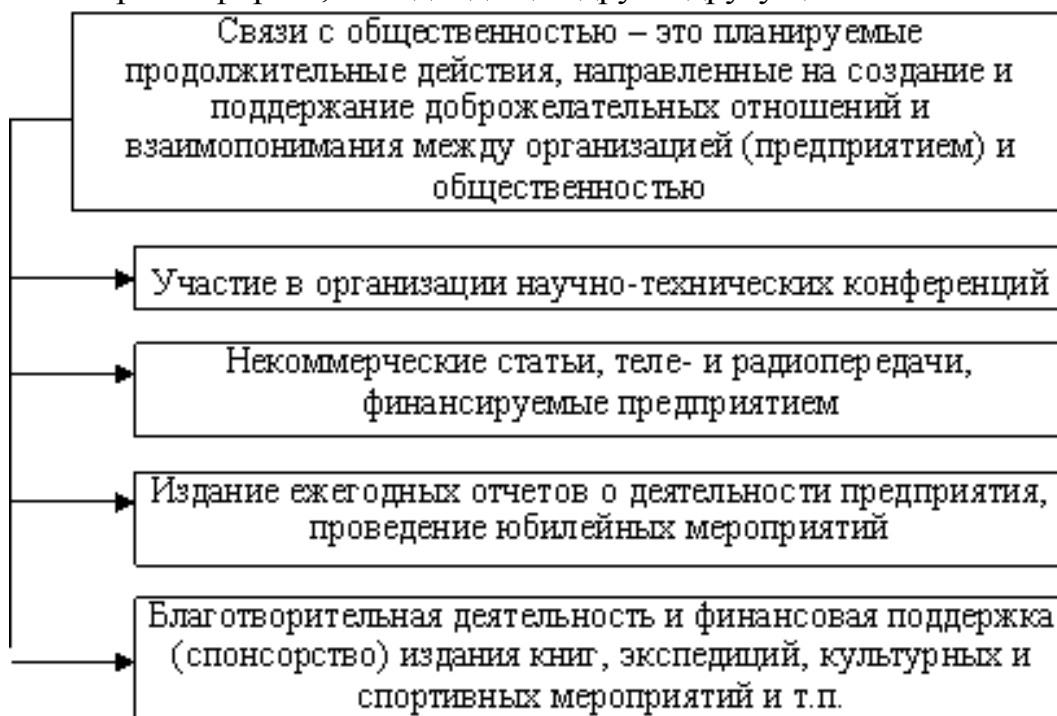 Связи с общественностью – это планируемые
продолжительные действия, направленные на создание и
поддержание доброжелательных отношений и
взаимопонимания между организацией (предприятием) и
общественностью
Участие в организации научно-технических конференций
Некоммерческие статьи, теле- и радиопередачи,
финансируемые предприятием
Издание ежегодных отчетов о деятельности предприятия,
проведение юбилейных мероприятий
Благотворительная деятельность и финансовая поддержка
(спонсорство) издания книг, экспедиций, культурных и
спортивных мероприятий и т.п.